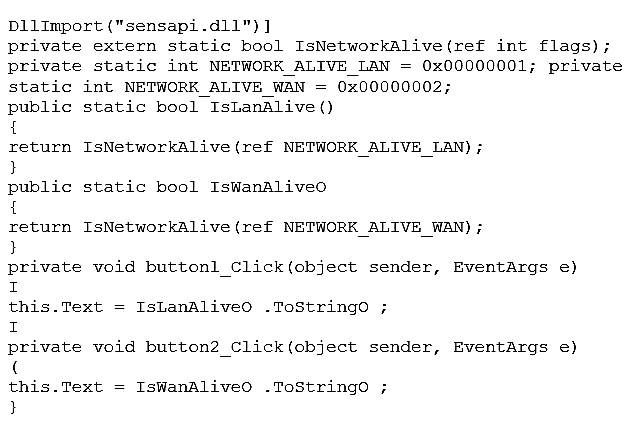 DllImport("sensapi.dll")]
private extern static bool IsNetworkAlive(ref int flags);
private static int NETWORK_ALIVE_LAN = 0x00000001; private
static int NETWORK_ALIVE_WAN = 0x00000002;
public static bool IsLanAlive()
{
return IsNetworkAlive(ref NETWORK_ALIVE_LAN);
}
public static bool IsWanAliveO
{
return IsNetworkAlive(ref NETWORK_ALIVE_WAN);
}
private void buttonl_Click(object sender, EventArgs e)
I
this.Text = IsLanAliveO .ToStringO ;
I
private void button2_Click(object sender, EventArgs e)
(
this.Text = IsWanAliveO .ToStringO ;
}